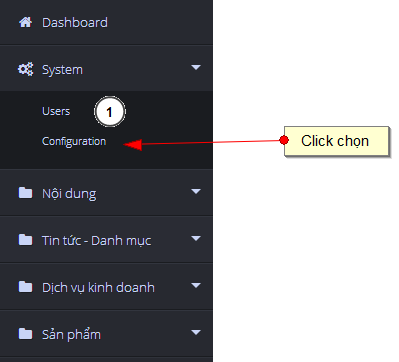 Dashboard
System
Users
1
Configuration
Click chọn
Nội dung
Tin tức - Danh mục
Dịch vụ kinh doanh
Sản phẩm